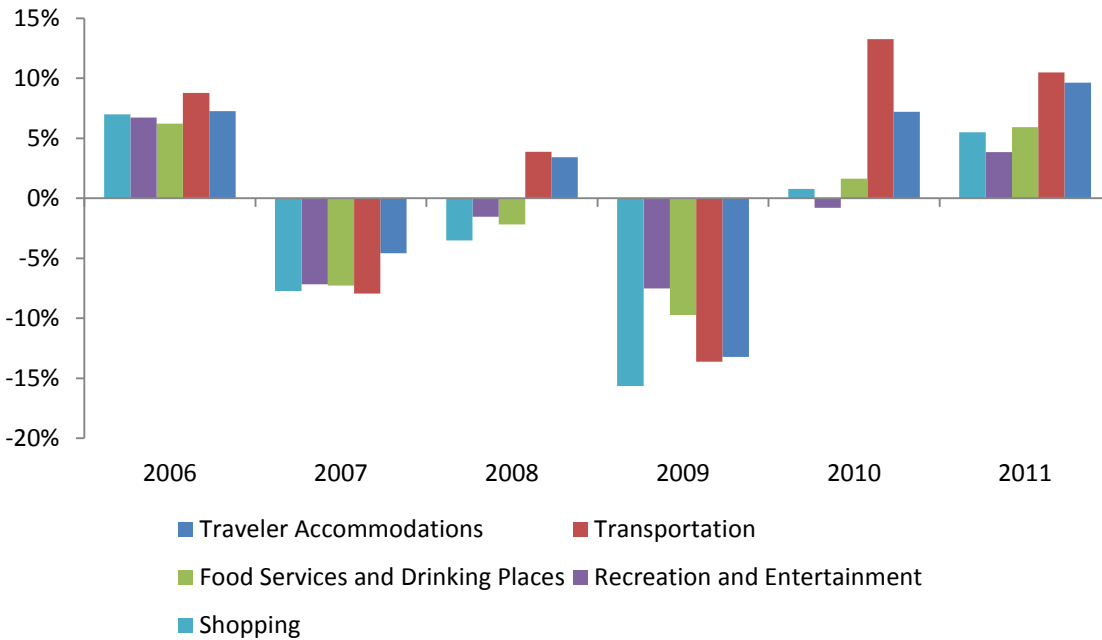 15%
10%
5%
0%
-5%
-10%
-15%
-20%
2006 2007 2008 2009 2010 2011
Traveler Accommodations Transportation
Food Services and Drinking Places Recreation and Entertainment
Shopping